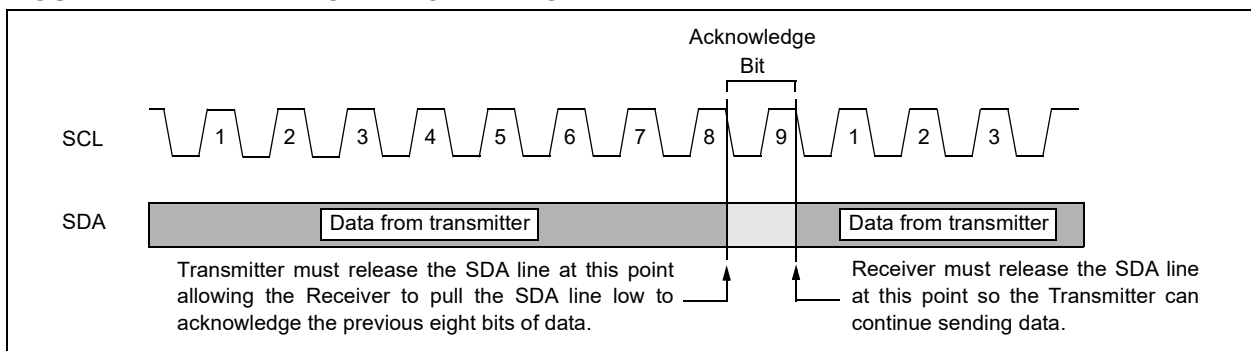 Acknowledge
Bit
SCL
1 2 3 4 5 6 7 8 9 1 2 3
SDA
Data from transmitter
Data from transmitter
Transmitter must release the SDA line at this point
allowing the Receiver to pull the SDA line low to
acknowledge the previous eight bits of data.
Receiver must release the SDA line
at this point so the Transmitter can
continue sending data.